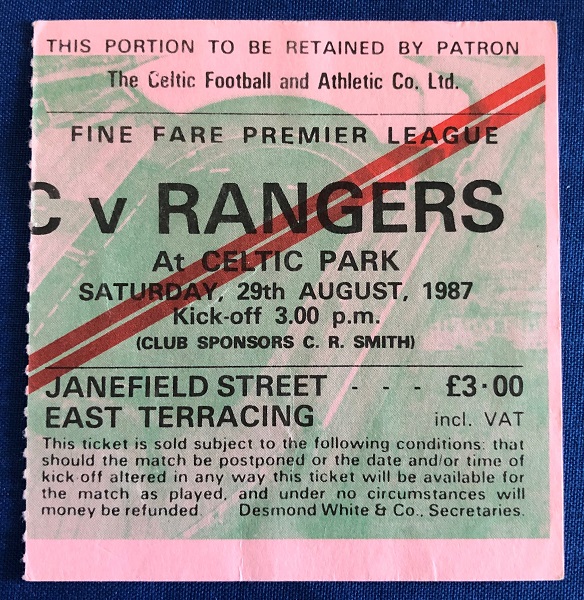 THIS PORTION TO BE RETAINED BY PATRON
The Celtic Football and Athletic Co. Ltd.
FINE FARE PREMIER LEAGUE
C v RANGERS
At CELTIC PARK
SATURDAY, 29th AUGUST, 1987
Kick-off 3.00 p.m.
(CLUB SPONSORS C. R. SMITH)
JANEFIELD STREET - - - £3·00
EAST TERRACING incl. VAT
This ticket is sold subject to the following conditions: that
should the match be postponed or the date and/or time of
kick-off altered in any way this ticket will be available for
the match as played, and under no circumstances will
money be refunded. Desmond White & Co., Secretaries.